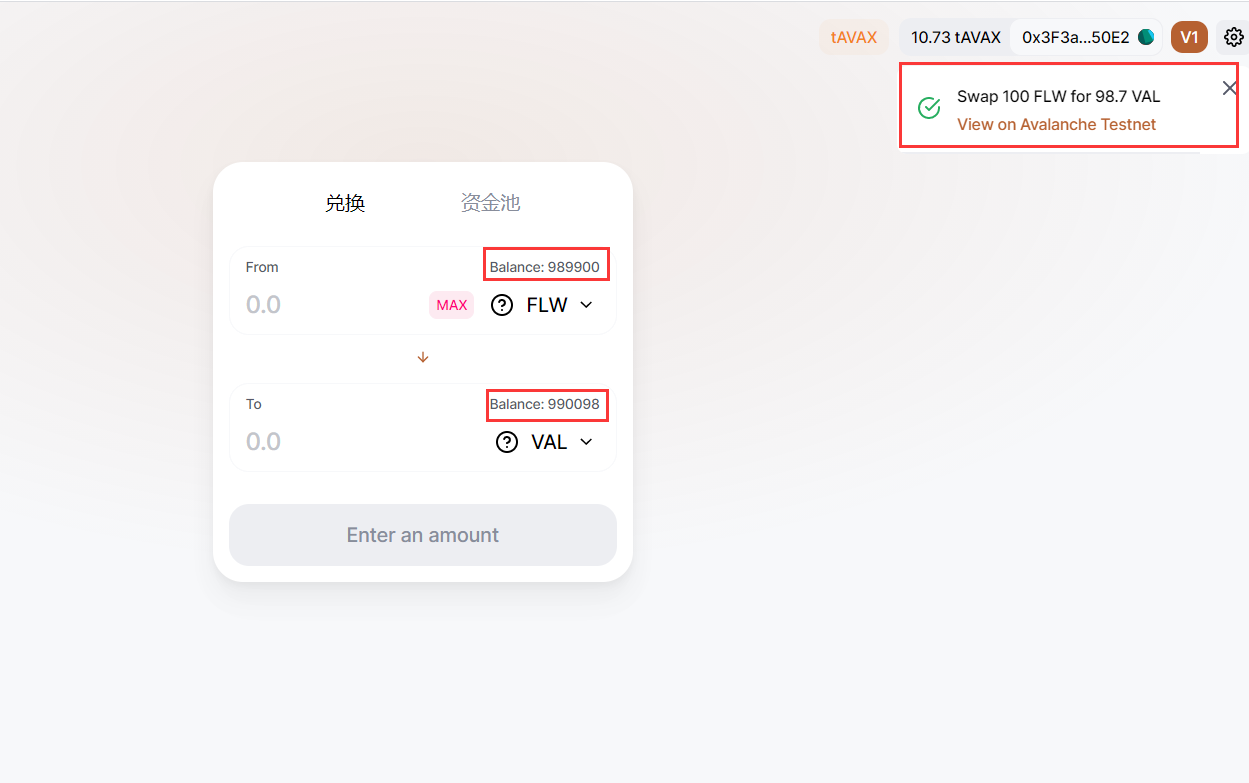 tAVAX
10.73 tAVAX
0x3F3a...50E2
V1
Swap 100 FLW for 98.7 VAL
View on Avalanche Testnet
兑换
资金池
From
Balance: 989900
0.0
MAX
FLW
To
Balance: 990098
0.0
VAL
Enter an amount